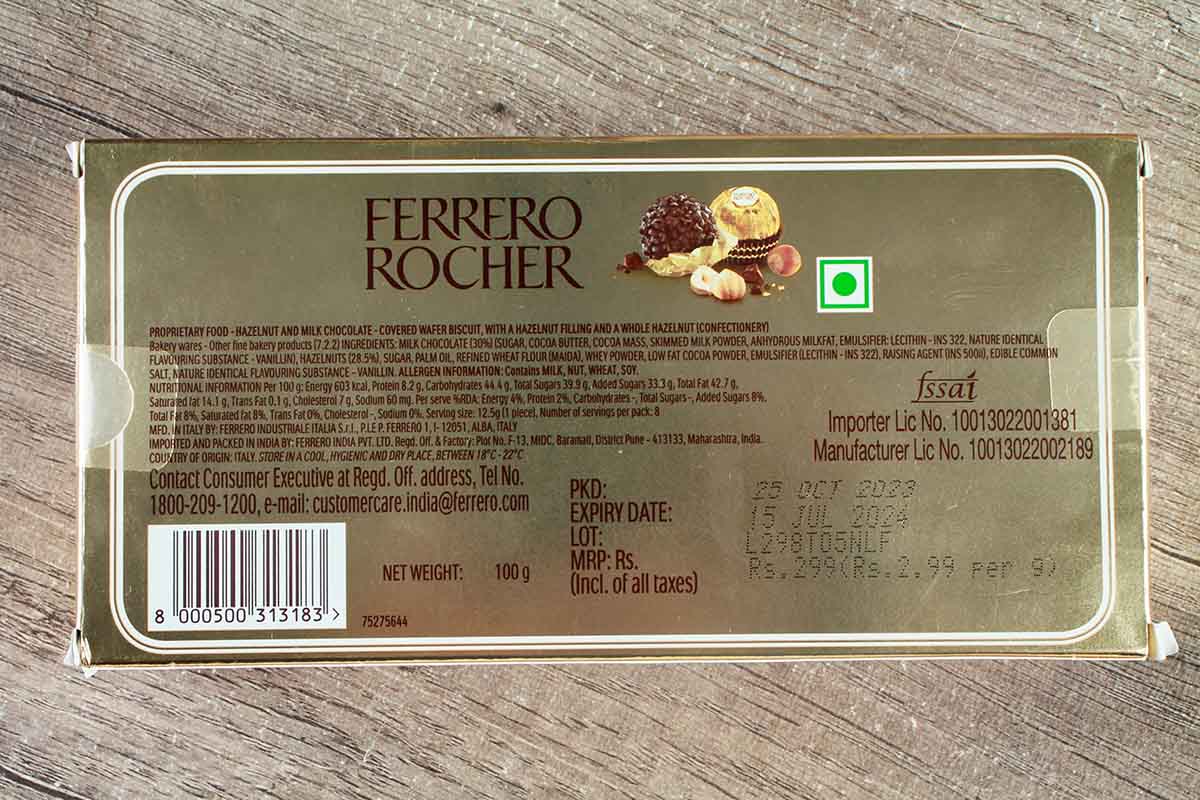 FERRERO
ROCHER
PROPRIETARY FOOD - HAZELNUT AND MILK CHOCOLATE - COVERED WAFER BISCUIT, WITH A HAZELNUT FILLING AND A WHOLE HAZELNUT (CONFECTIONERY)
Bakery wares - Other fine bakery products (7.2.2) INGREDIENTS: MILK CHOCOLATE (30%) (SUGAR, COCOA BUTTER, COCOA MASS, SKIMMED MILK POWDER, ANHYDROUS MILKFAT, EMULSIFIER: LECITHIN - INS 322, NATURE IDENTICAL
FLAVOURING SUBSTANCE - VANILLIN), HAZELNUTS (28.5%), SUGAR, PALM OIL, REFINED WHEAT FLOUR (MAIDA), WHEY POWDER, LOW FAT COCOA POWDER, EMULSIFIER (LECITHIN - INS 322), RAISING AGENT (INS 500ii), EDIBLE COMMON
SALT, NATURE IDENTICAL FLAVOURING SUBSTANCE - VANILLIN. ALLERGEN INFORMATION: Contains MILK, NUT, WHEAT, SOY.
NUTRITIONAL INFORMATION Per 100 g: Energy 603 kcal, Protein 8.2 g, Carbohydrates 44.4 g, Total Sugars 39.9 g, Added Sugars 33.3 g, Total Fat 42.7 g,
Saturated fat 14.1 g, Trans Fat 0.1 g, Cholesterol 7 g, Sodium 60 mg. Per serve %RDA: Energy 4%, Protein 2%, Carbohydrates -, Total Sugars -, Added Sugars 8%,
Total Fat 8%, Saturated fat 8%, Trans Fat 0%, Cholesterol -, Sodium 0%. Serving size: 12.5g (1 piece), Number of servings per pack: 8
MFD. IN ITALY BY: FERRERO INDUSTRIALE ITALIA S.r.l., P.LE P. FERRERO 1, I- 12051, ALBA, ITALY
IMPORTED AND PACKED IN INDIA BY: FERRERO INDIA PVT. LTD. Regd. Off. & Factory: Plot No. F-13, MIDC, Baramati, District Pune - 413133, Maharashtra, India.
COUNTRY OF ORIGIN: ITALY. STORE IN A COOL, HYGIENIC AND DRY PLACE, BETWEEN 18°C - 22°C
fssai
Importer Lic No. 10013022001381
Manufacturer Lic No. 10013022002189
Contact Consumer Executive at Regd. Off. address, Tel No.
1800-209-1200, e-mail: customercare.india@ferrero.com
PKD: 25 OCT 2023
EXPIRY DATE: 15 JUL 2024
LOT: L298T05NLF
MRP: Rs. Rs.299(Rs.2.99 per g)
(Incl. of all taxes)
NET WEIGHT: 100 g
8 000500 313183 >
75275644